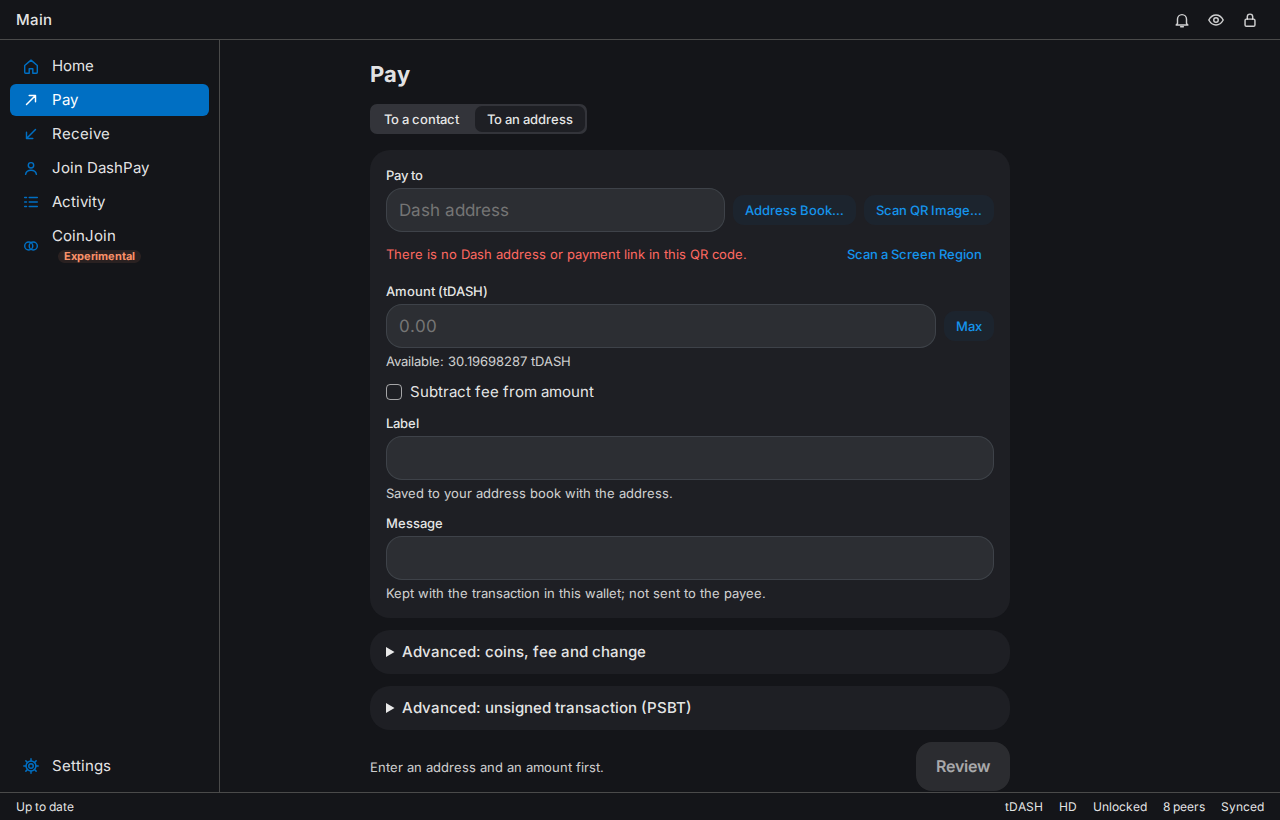 Main
Home
Pay
Receive
Join DashPay
Activity
CoinJoin
Experimental
Settings
Pay
To a contact
To an address
Pay to
Dash address
Address Book...
Scan QR Image...
There is no Dash address or payment link in this QR code.
Scan a Screen Region
Amount (tDASH)
0.00
Max
Available: 30.19698287 tDASH
Subtract fee from amount
Label
Saved to your address book with the address.
Message
Kept with the transaction in this wallet; not sent to the payee.
Advanced: coins, fee and change
Advanced: unsigned transaction (PSBT)
Enter an address and an amount first.
Review
Up to date
tDASH HD Unlocked 8 peers Synced